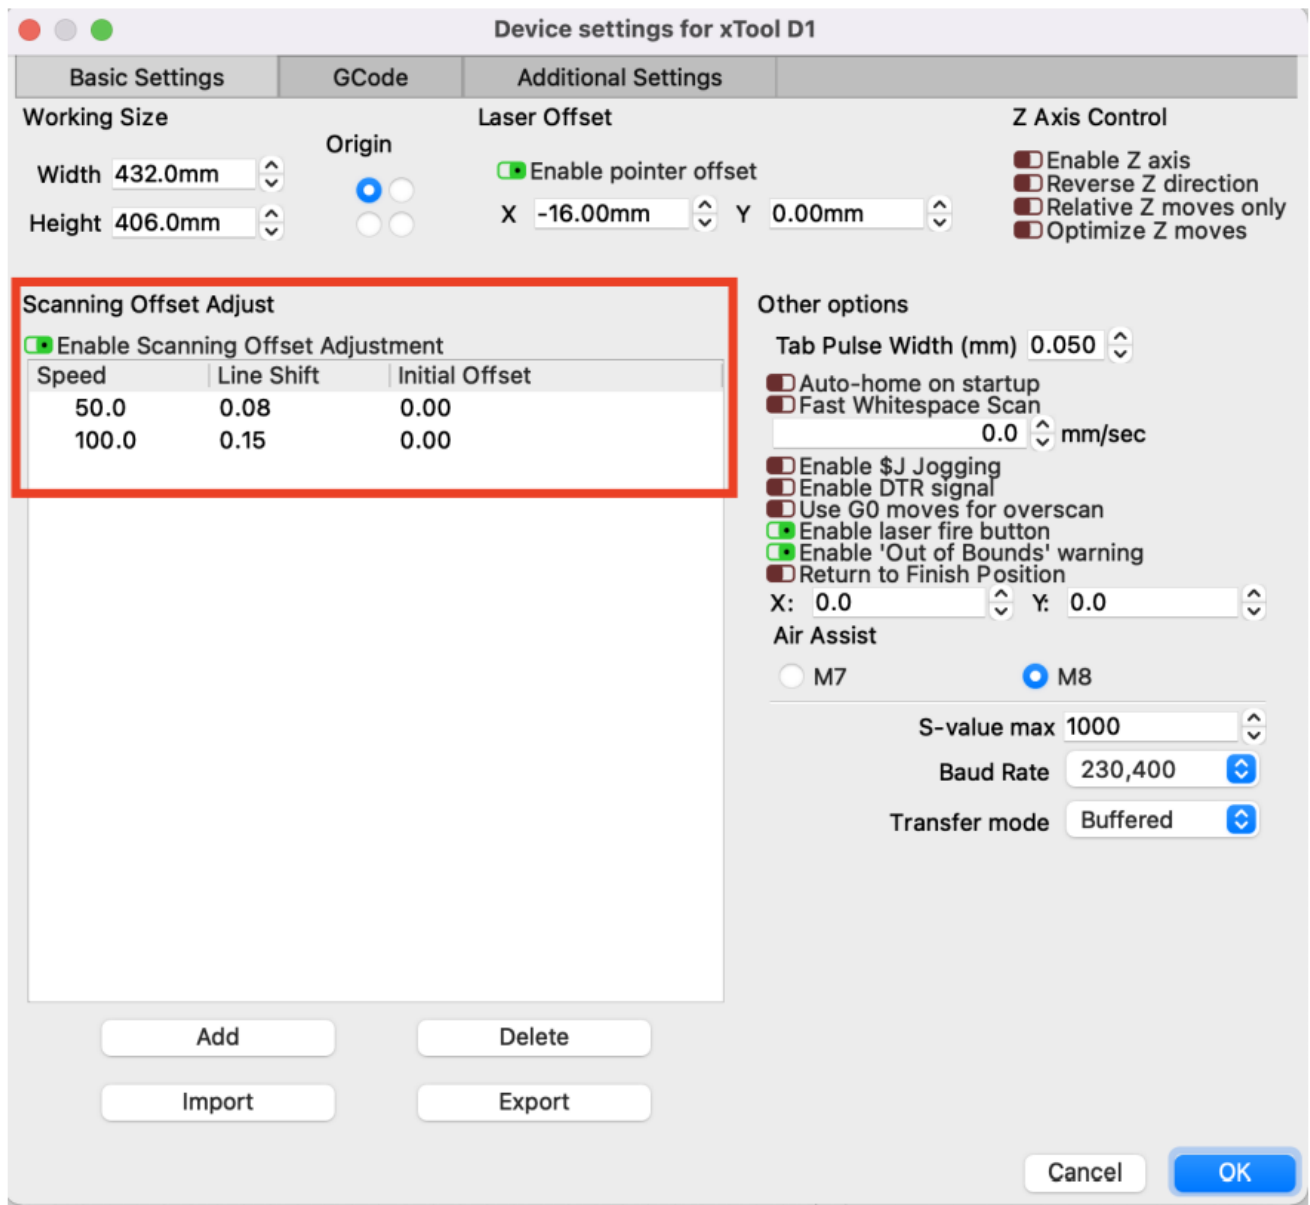 Device settings for xTool D1
Basic Settings GCode Additional Settings
Working Size
Width 432.0mm
Height 406.0mm
Origin
Laser Offset
Enable pointer offset
X -16.00mm Y 0.00mm
Z Axis Control
Enable Z axis
Reverse Z direction
Relative Z moves only
Optimize Z moves
Scanning Offset Adjust
Enable Scanning Offset Adjustment
Speed Line Shift Initial Offset
50.0 0.08 0.00
100.0 0.15 0.00
Add Delete
Import Export
Other options
Tab Pulse Width (mm) 0.050
Auto-home on startup
Fast Whitespace Scan
0.0 mm/sec
Enable $J Jogging
Enable DTR signal
Use G0 moves for overscan
Enable laser fire button
Enable 'Out of Bounds' warning
Return to Finish Position
X: 0.0 Y: 0.0
Air Assist
M7 M8
S-value max 1000
Baud Rate 230,400
Transfer mode Buffered
Cancel OK